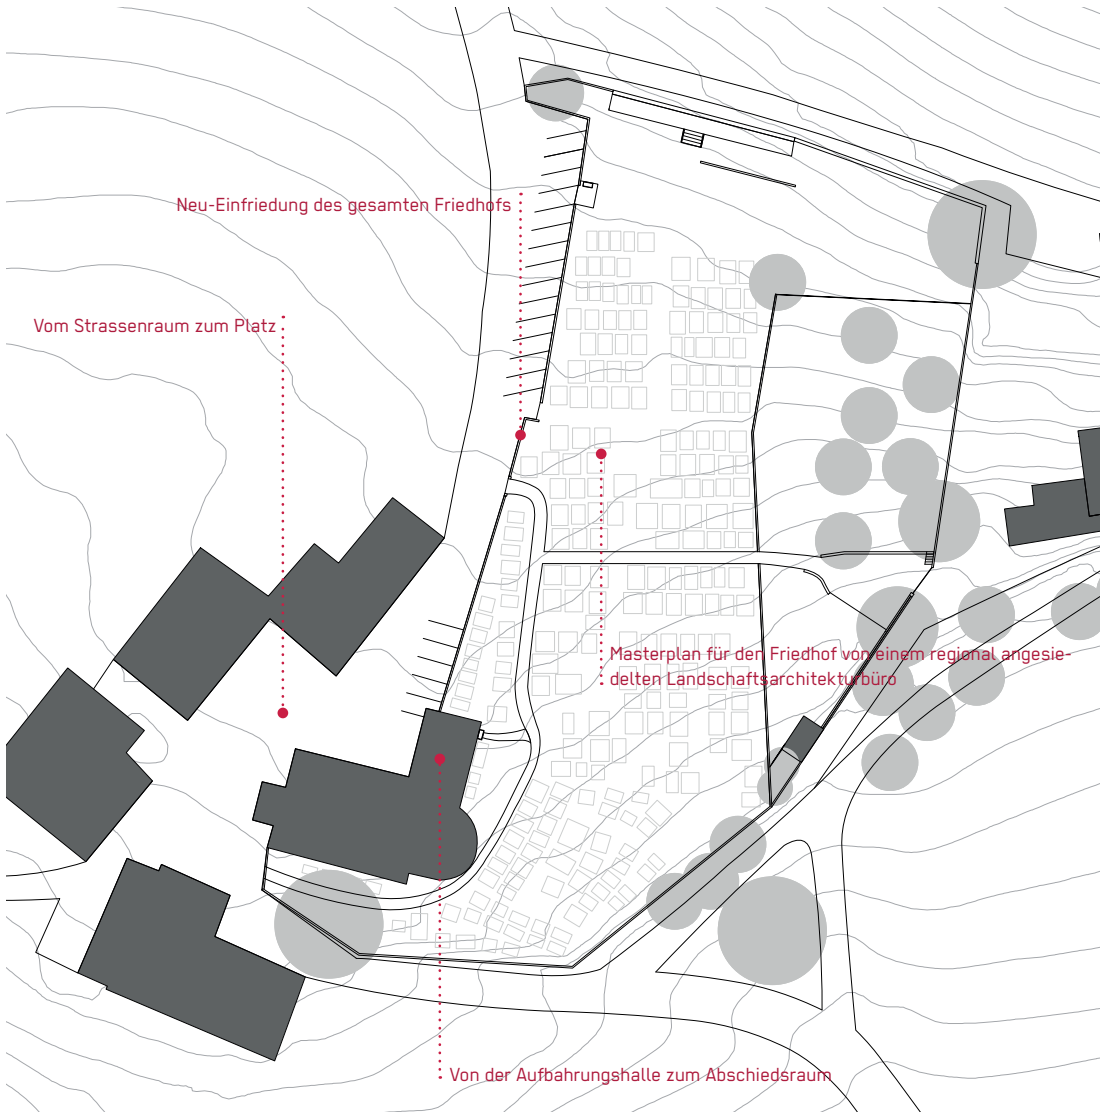 Neu-Einfriedung des gesamten Friedhofs
Vom Strassenraum zum Platz
Masterplan für den Friedhof von einem regional angesie-
delten Landschaftsarchitekturbüro
Von der Aufbahrungshalle zum Abschiedsraum